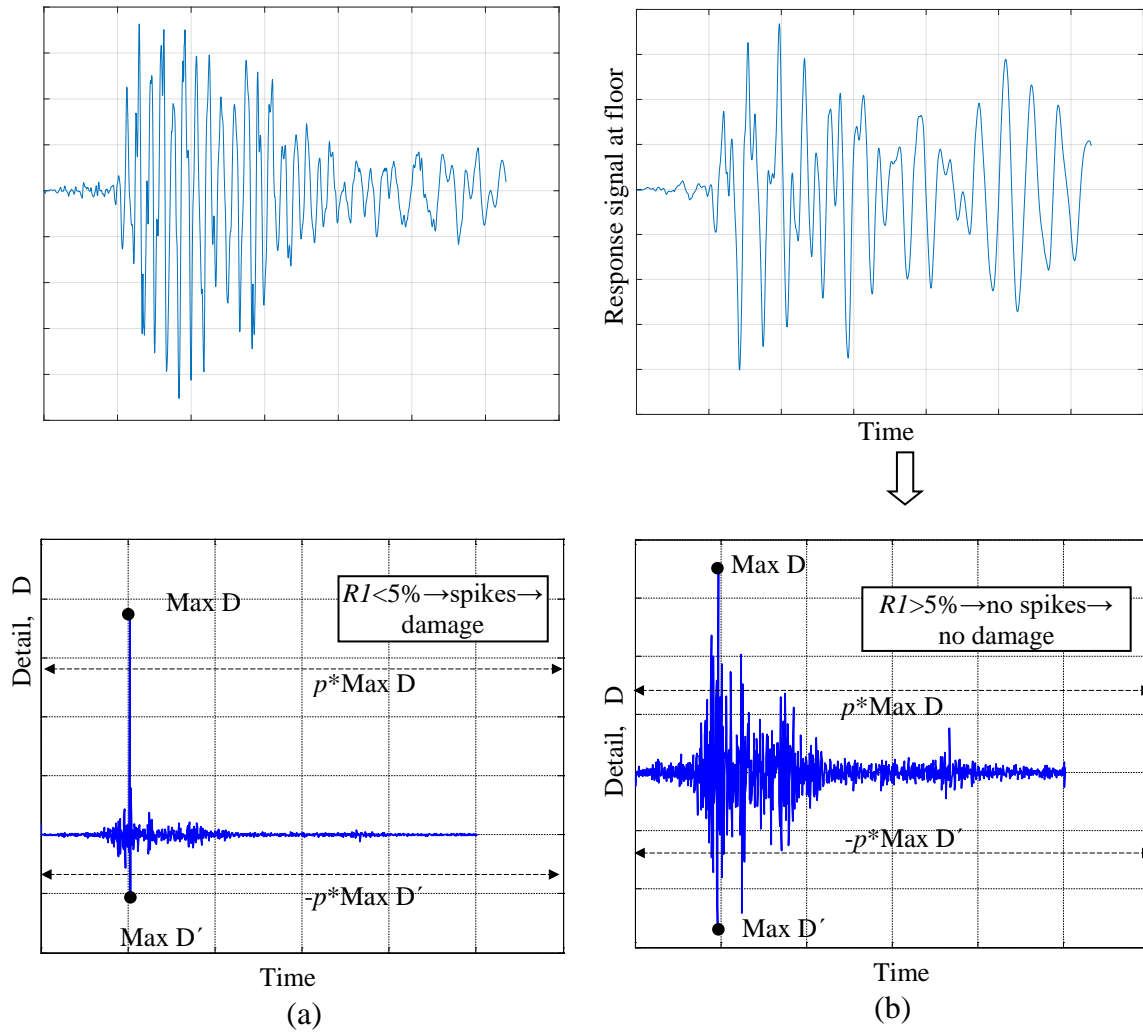 Response signal at floor
Time
Detail, D
Max D
R1<5%→spikes→
damage
p*Max D
-p*Max D´
Max D´
Time
(a)
Detail, D
Max D
R1>5%→no spikes→
no damage
p*Max D
-p*Max D´
Max D´
Time
(b)